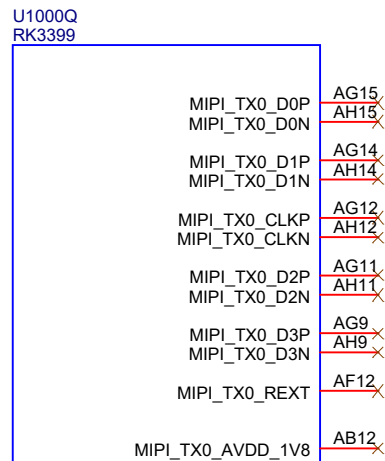 U1000Q
RK3399
MIPI_TX0_D0P AG15
MIPI_TX0_D0N AH15
MIPI_TX0_D1P AG14
MIPI_TX0_D1N AH14
MIPI_TX0_CLKP AG12
MIPI_TX0_CLKN AH12
MIPI_TX0_D2P AG11
MIPI_TX0_D2N AH11
MIPI_TX0_D3P AG9
MIPI_TX0_D3N AH9
MIPI_TX0_REXT AF12
MIPI_TX0_AVDD_1V8 AB12